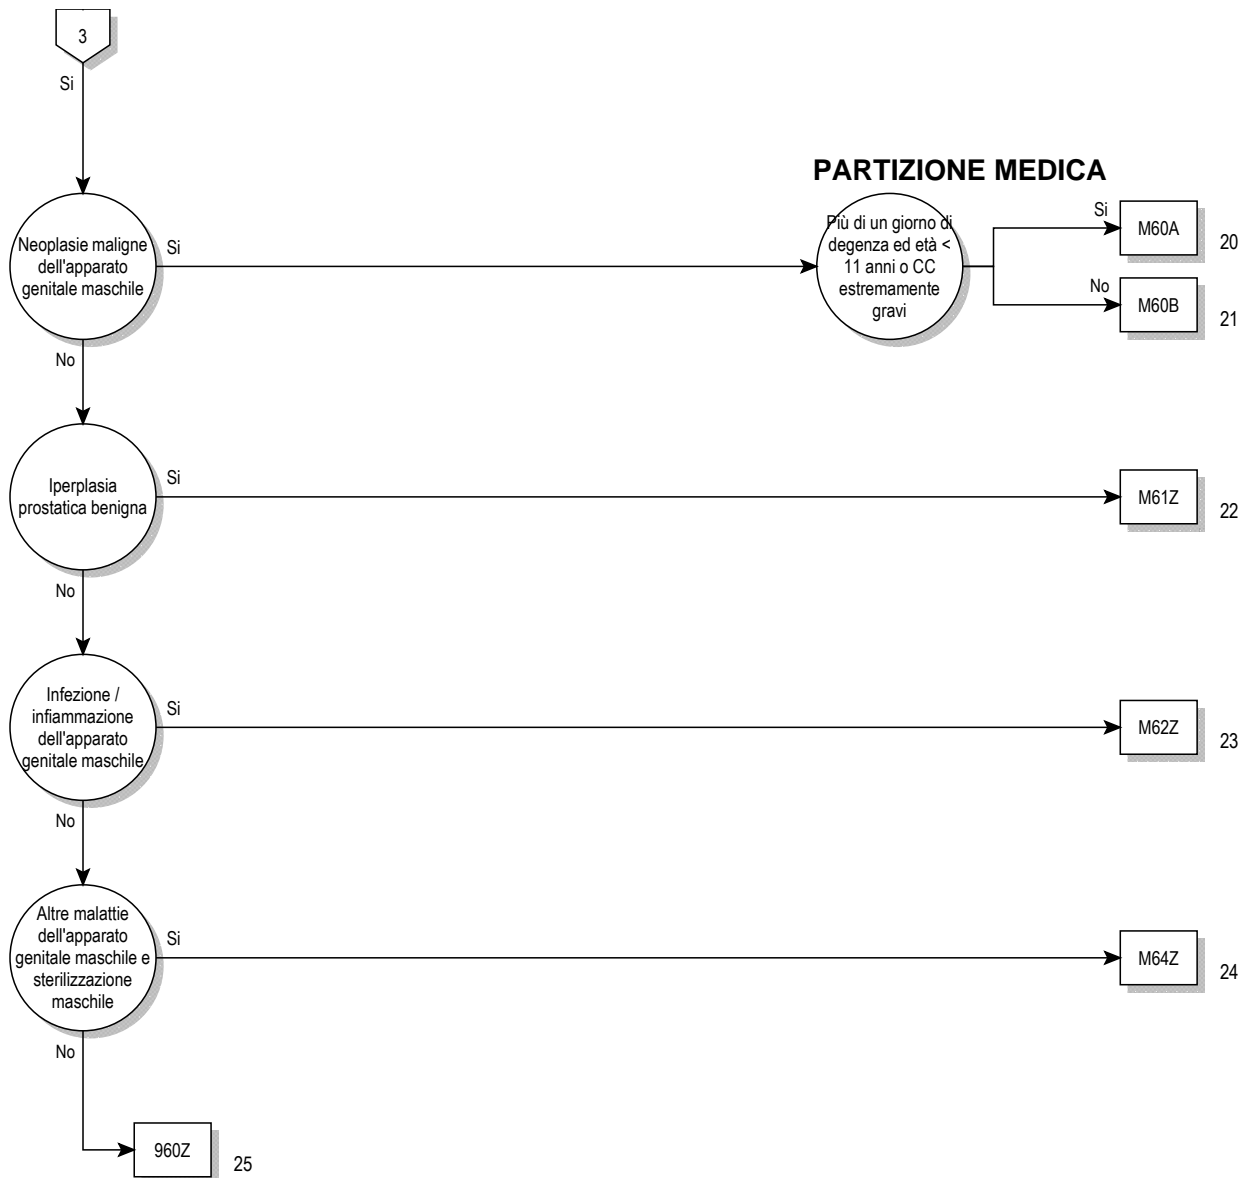 3
Si
PARTIZIONE MEDICA
Neoplasie maligne
dell'apparato
genitale maschile
Si
Più di un giorno di
degenza ed età <
11 anni o CC
estremamente
gravi
Si
M60A
20
No
M60B
21
No
Iperplasia
prostatica benigna
Si
M61Z
22
No
Infezione /
infiammazione
dell'apparato
genitale maschile
Si
M62Z
23
No
Altre malattie
dell'apparato
genitale maschile e
sterilizzazione
maschile
Si
M64Z
24
No
960Z
25